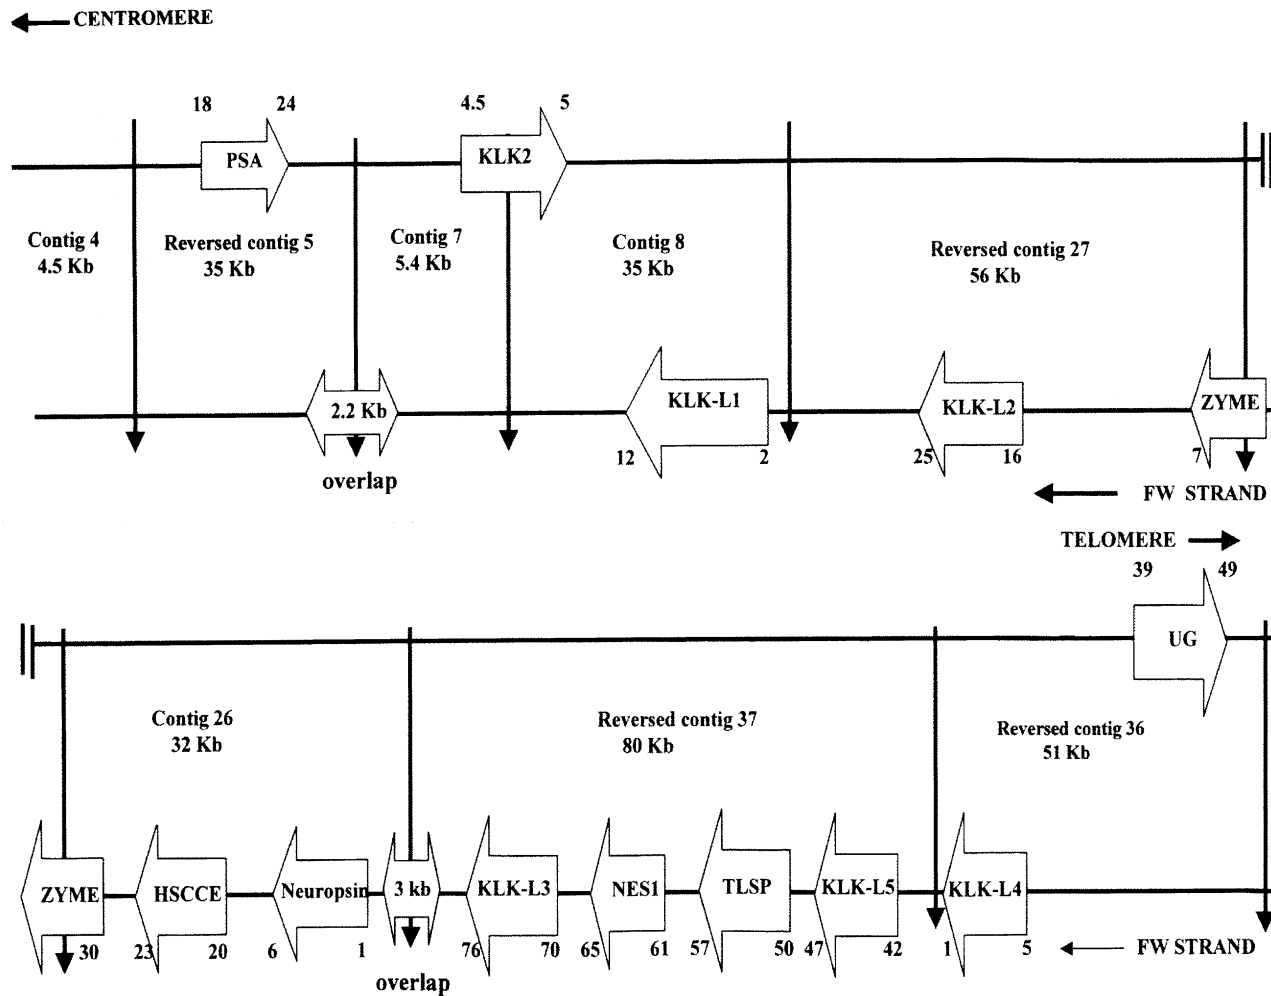 CENTROMERE
18 24 4.5 5
PSA KLK2
Contig 4
4.5 Kb
Reversed contig 5
35 Kb
Contig 7
5.4 Kb
Contig 8
35 Kb
Reversed contig 27
56 Kb
2.2 Kb KLK-L1 KLK-L2 ZYME
12 2 25 16 7
overlap
FW STRAND
TELOMERE
39 49
UG
Contig 26
32 Kb
Reversed contig 37
80 Kb
Reversed contig 36
51 Kb
ZYME HSCCE Neuropsin 3 kb KLK-L3 NES1 TLSP KLK-L5 KLK-L4
30 23 20 6 1 76 70 65 61 57 50 47 42 1 5
FW STRAND
overlap